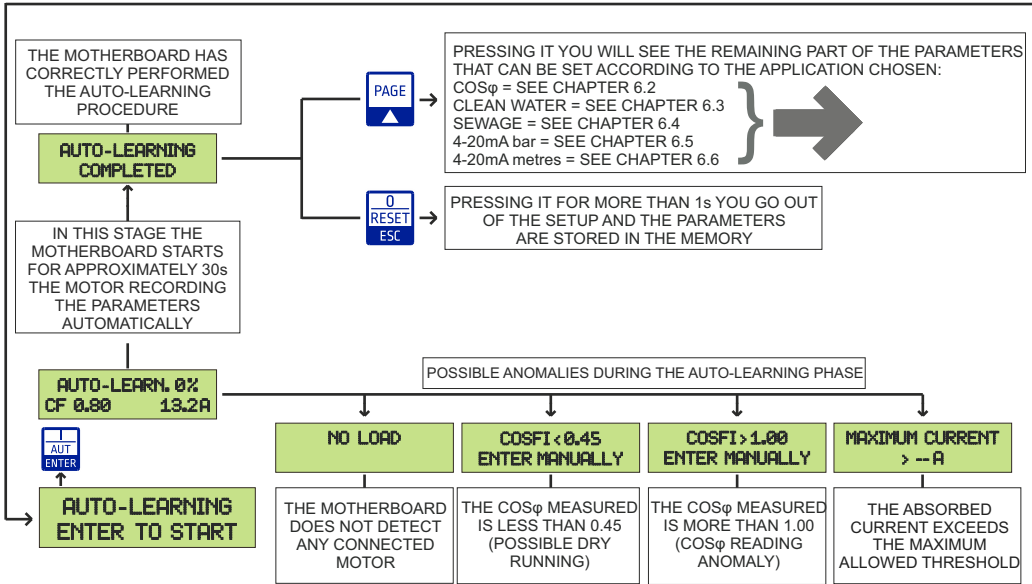 THE MOTHERBOARD HAS
CORRECTLY PERFORMED
THE AUTO-LEARNING
PROCEDURE
AUTO-LEARNING
COMPLETED
PAGE
PRESSING IT YOU WILL SEE THE REMAINING PART OF THE PARAMETERS
THAT CAN BE SET ACCORDING TO THE APPLICATION CHOSEN:
COSφ = SEE CHAPTER 6.2
CLEAN WATER = SEE CHAPTER 6.3
SEWAGE = SEE CHAPTER 6.4
4-20mA bar = SEE CHAPTER 6.5
4-20mA metres = SEE CHAPTER 6.6
0
RESET
ESC
PRESSING IT FOR MORE THAN 1s YOU GO OUT
OF THE SETUP AND THE PARAMETERS
ARE STORED IN THE MEMORY
IN THIS STAGE THE
MOTHERBOARD STARTS
FOR APPROXIMATELY 30s
THE MOTOR RECORDING
THE PARAMETERS
AUTOMATICALLY
AUTO-LEARN. 0%
CF 0.80 13.2A
I
AUT
ENTER
AUTO-LEARNING
ENTER TO START
POSSIBLE ANOMALIES DURING THE AUTO-LEARNING PHASE
NO LOAD
THE MOTHERBOARD
DOES NOT DETECT
ANY CONNECTED
MOTOR
COSFI<0.45
ENTER MANUALLY
THE COSφ MEASURED
IS LESS THAN 0.45
(POSSIBLE DRY
RUNNING)
COSFI>1.00
ENTER MANUALLY
THE COSφ MEASURED
IS MORE THAN 1.00
(COSφ READING
ANOMALY)
MAXIMUM CURRENT
> -- A
THE ABSORBED
CURRENT EXCEEDS
THE MAXIMUM
ALLOWED THRESHOLD